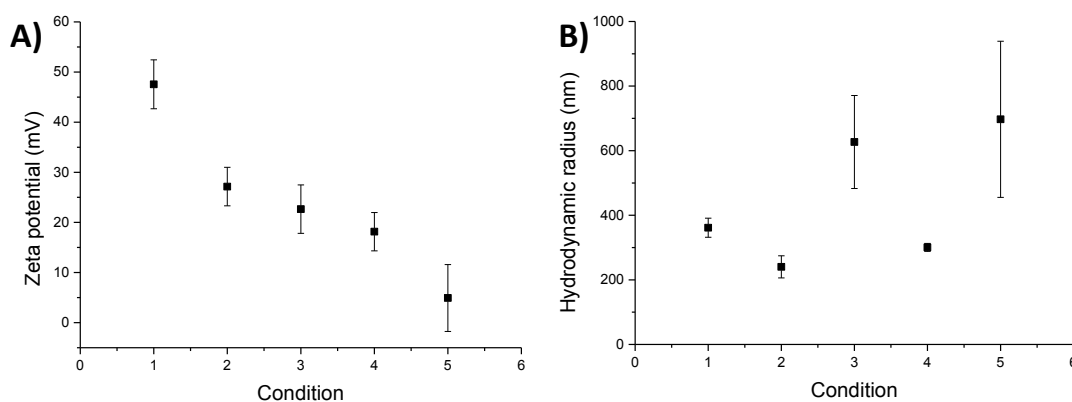 A)
Zeta potential (mV)
60
50
40
30
20
10
0
0 1 2 3 4 5 6
Condition
B)
Hydrodynamic radius (nm)
1000
800
600
400
200
0
0 1 2 3 4 5 6
Condition